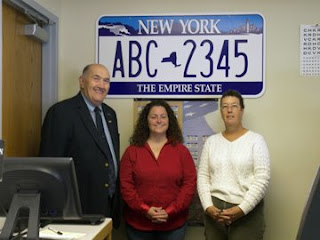 NEW YORK
ABC 2345
THE EMPIRE STATE